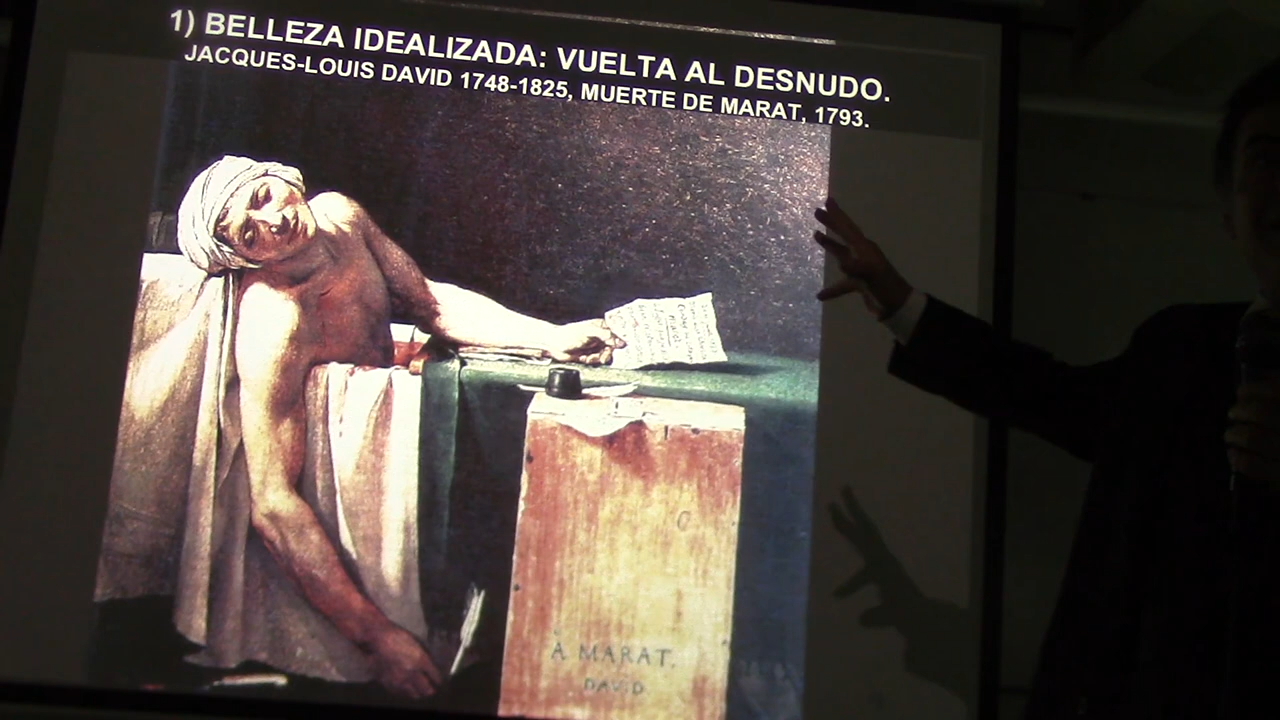 1) BELLEZA IDEALIZADA: VUELTA AL DESNUDO.
JACQUES-LOUIS DAVID 1748-1825, MUERTE DE MARAT, 1793.
À MARAT,
DAVID